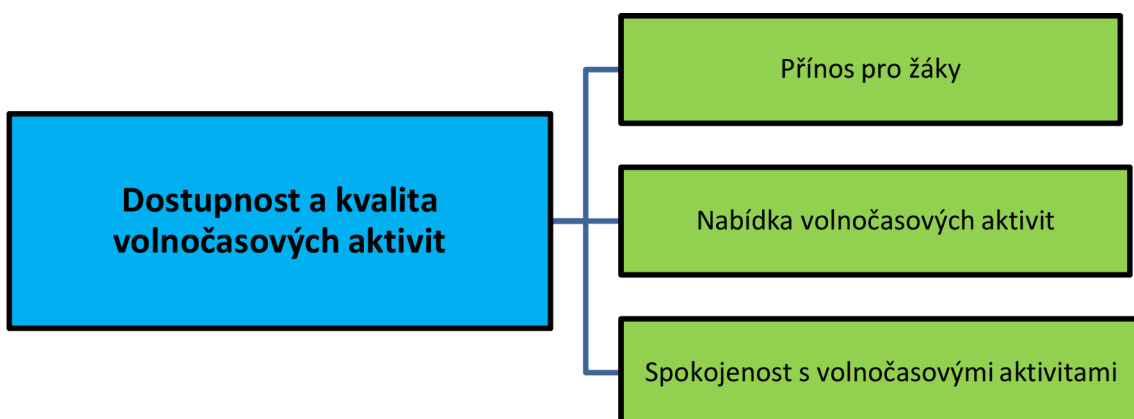 Dostupnost a kvalita
volnočasových aktivit
Přínos pro žáky
Nabídka volnočasových aktivit
Spokojenost s volnočasovými aktivitami